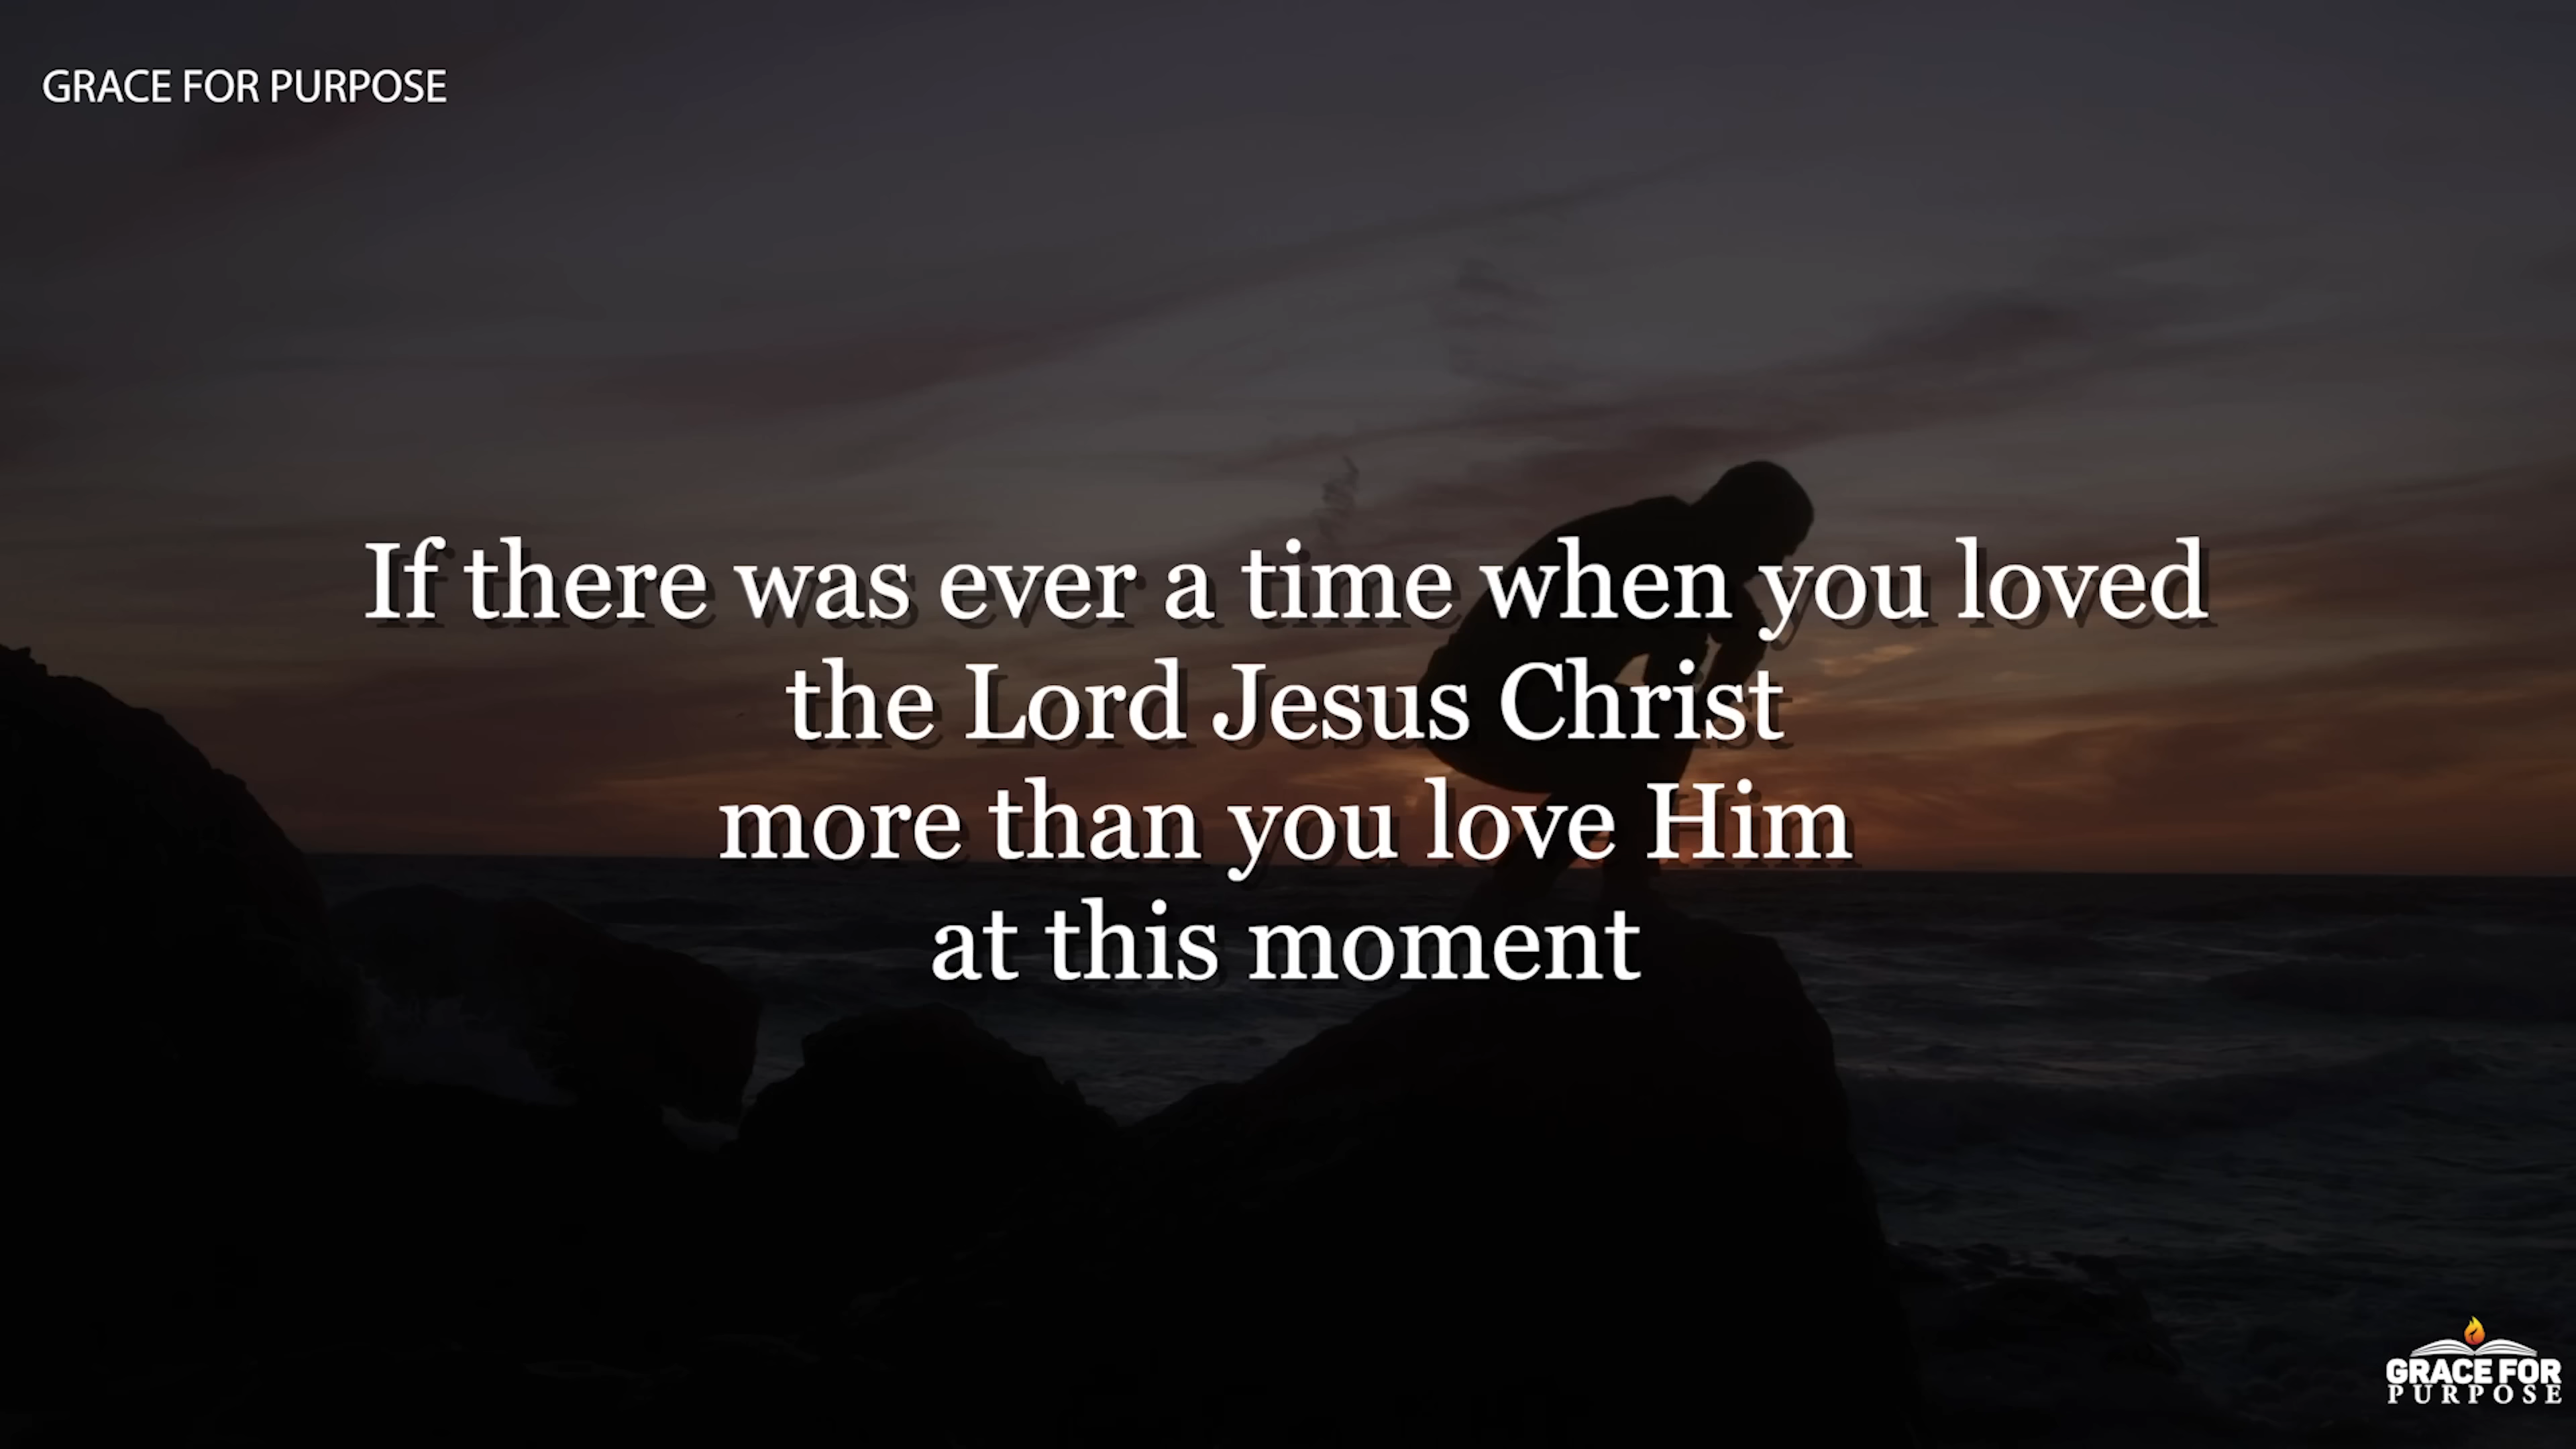 GRACE FOR PURPOSE
If there was ever a time when you loved
the Lord Jesus Christ
more than you love Him
at this moment
GRACE FOR
PURPOSE